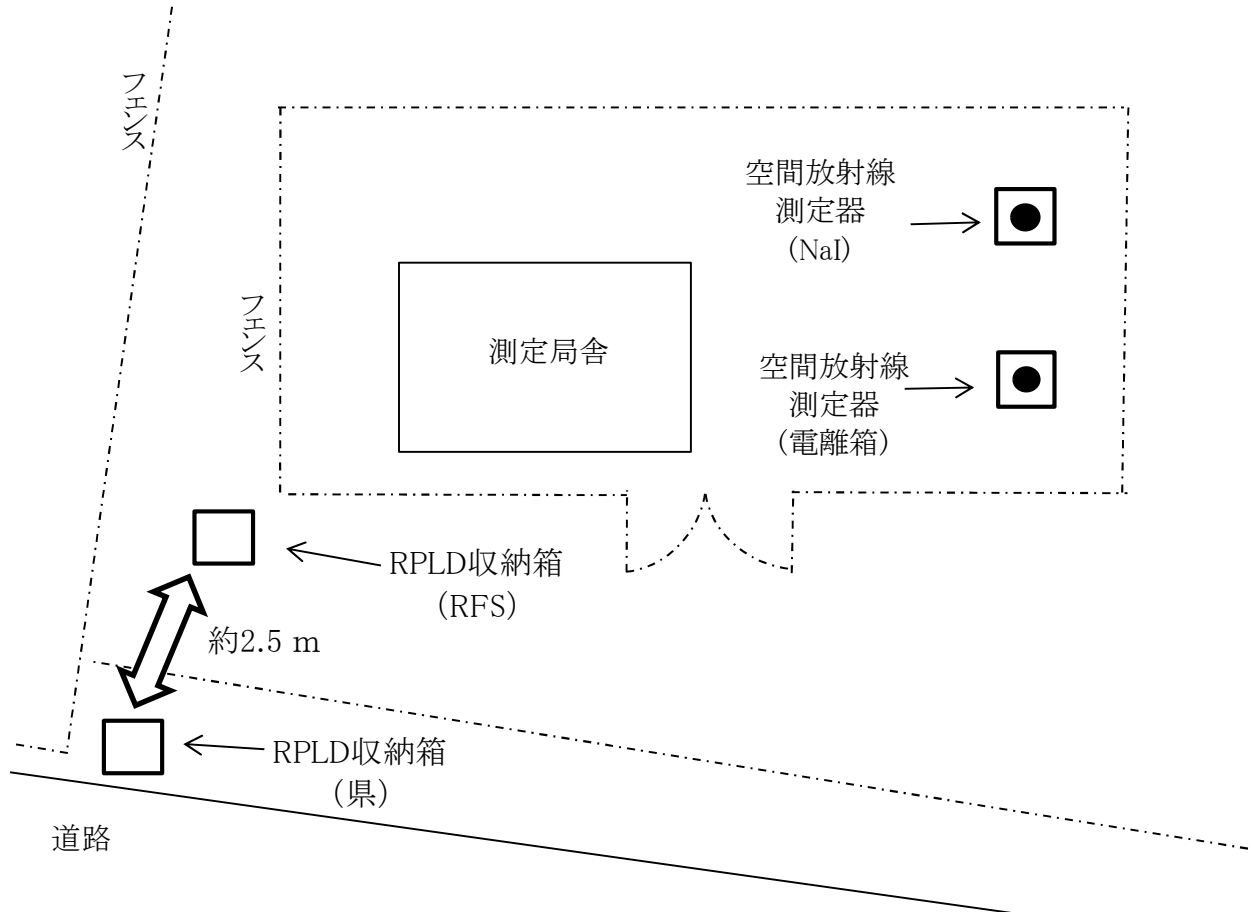 フェンス
空間放射線
測定器
(NaI)
フェンス
測定局舎
空間放射線
測定器
(電離箱)
RPLD収納箱
(RFS)
約2.5 m
RPLD収納箱
(県)
道路